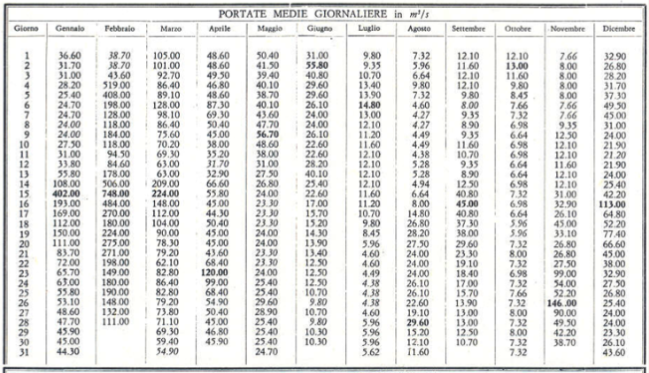 PORTATE MEDIE GIORNALIERE in m³/s
Giorno Gennaio Febbraio Marzo Aprile Maggio Giugno Luglio Agosto Settembre Ottobre Novembre Dicembre
1 36.60 38.70 105.00 48.60 50.40 31.00 9.80 7.32 12.10 12.10 7.66 32.90
2 31.70 38.70 101.00 48.60 41.50 55.80 9.35 5.96 11.60 13.00 8.00 26.80
3 31.00 43.60 92.70 49.50 39.40 40.80 10.70 6.64 12.10 11.60 8.00 28.20
4 28.20 519.00 86.40 46.80 40.10 29.60 13.40 9.80 12.10 9.80 8.00 31.70
5 25.40 408.00 89.10 48.60 38.70 29.60 13.90 7.32 9.80 8.45 8.00 37.30
6 24.70 198.00 128.00 87.30 40.10 26.10 14.80 4.60 8.00 7.66 7.66 49.50
7 24.70 128.00 98.10 69.30 43.60 24.00 13.00 4.27 9.35 7.32 7.66 45.00
8 24.00 118.00 86.40 50.40 47.70 24.00 12.10 4.27 8.90 6.98 9.35 31.00
9 24.00 184.00 75.60 45.00 56.70 26.10 11.20 4.49 9.35 6.64 12.50 24.00
10 27.50 118.00 70.20 38.00 48.60 22.60 11.60 4.49 11.60 6.98 12.10 21.90
11 31.00 94.50 69.30 35.20 38.00 22.60 12.10 4.38 10.70 6.98 12.10 21.20
12 33.80 84.60 63.00 31.70 31.00 28.20 12.10 5.28 9.35 6.64 11.60 21.90
13 55.80 178.00 63.00 32.90 27.50 40.10 12.10 5.28 8.90 6.64 12.10 24.00
14 108.00 506.00 209.00 66.60 26.80 25.40 12.10 4.94 12.50 6.98 12.10 25.40
15 402.00 748.00 224.00 55.80 24.00 22.60 11.60 6.64 40.80 7.32 31.00 42.20
16 193.00 484.00 148.00 45.00 23.30 17.00 11.20 8.00 45.00 6.98 32.90 113.00
17 169.00 270.00 112.00 44.30 23.30 15.70 10.70 14.80 40.80 6.64 26.10 64.80
18 112.00 180.00 104.00 50.40 23.30 15.20 9.80 26.80 37.30 5.96 45.00 52.20
19 150.00 224.00 90.00 45.00 24.00 14.30 8.45 28.20 38.00 5.96 33.10 77.40
20 111.00 275.00 78.30 45.00 24.00 13.90 5.96 27.50 29.60 7.32 26.80 66.60
21 83.70 271.00 79.20 43.60 23.30 13.40 4.60 24.00 23.30 8.00 26.80 45.00
22 72.00 198.00 62.10 68.40 23.30 12.50 4.60 24.00 19.10 7.32 27.50 38.00
23 65.70 149.00 82.80 120.00 24.00 12.50 4.49 24.00 18.40 6.98 99.00 32.90
24 63.00 180.00 86.40 99.00 25.40 12.50 4.38 26.10 17.00 7.32 54.00 27.50
25 55.80 190.00 82.80 68.40 25.40 10.70 4.38 26.10 15.70 7.66 52.20 26.80
26 53.10 148.00 79.20 54.90 29.60 9.80 4.38 22.60 13.90 7.32 146.00 25.40
27 48.60 132.00 73.80 50.40 28.90 10.70 4.60 19.10 13.00 8.00 90.00 24.00
28 47.70 111.00 71.10 45.00 25.40 9.80 5.96 29.60 13.00 7.32 49.50 24.00
29 45.90 69.30 46.80 25.40 10.30 5.96 15.20 12.50 8.00 42.20 23.30
30 45.00 59.40 45.90 25.40 10.30 5.96 12.10 10.70 7.32 38.70 26.10
31 44.30 54.90 24.70 5.62 11.60 7.32 43.60